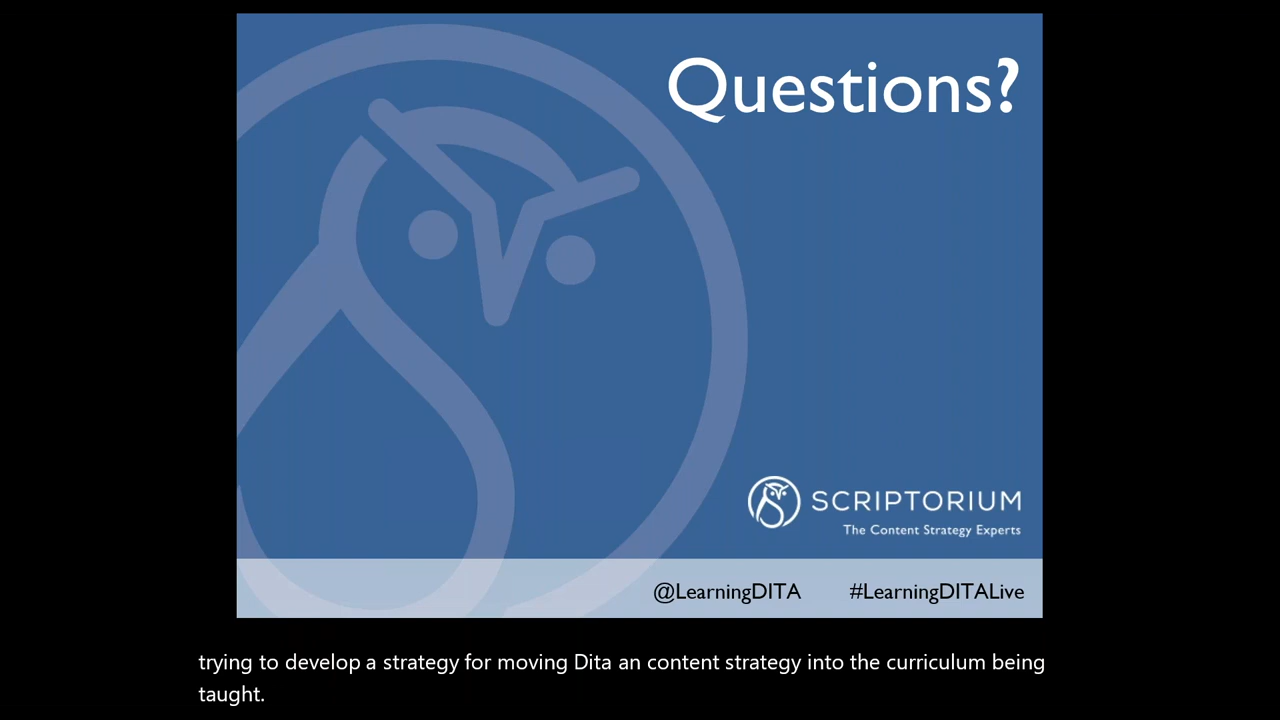 Questions?
SCRIPTORIUM
The Content Strategy Experts
@LearningDITA #LearningDITALive
trying to develop a strategy for moving Dita an content strategy into the curriculum being
taught.